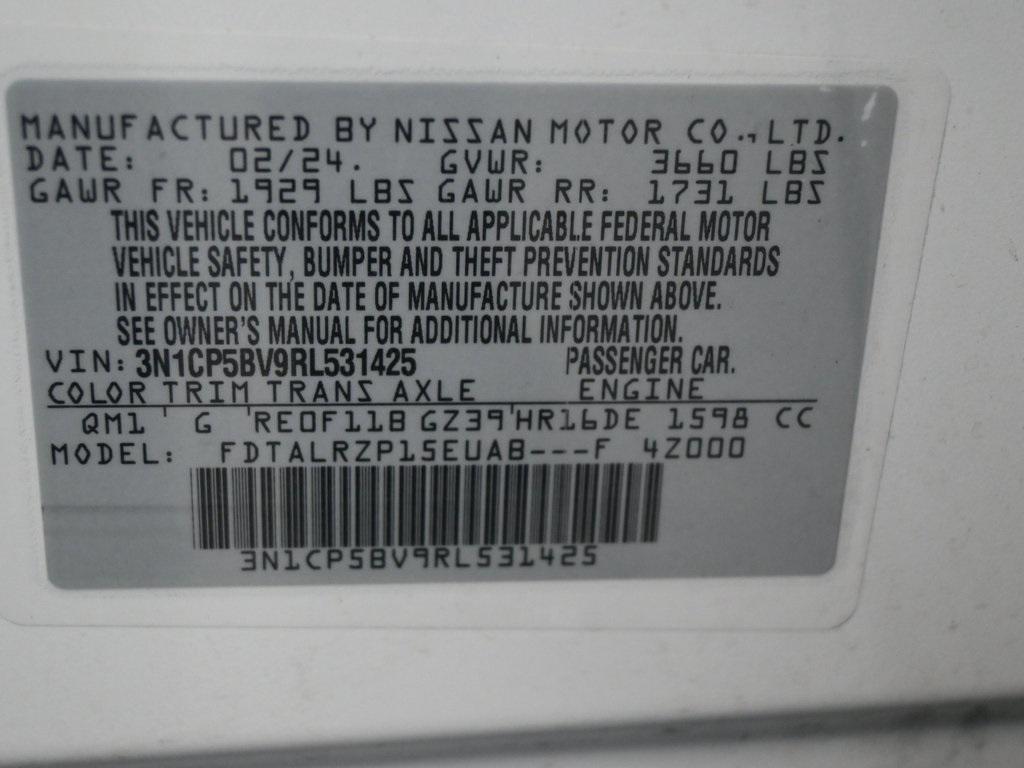 MANUFACTURED BY NISSAN MOTOR CO., LTD.
DATE: 02/24. GVWR: 3660 LBS
GAWR FR: 1929 LBS GAWR RR: 1731 LBS
THIS VEHICLE CONFORMS TO ALL APPLICABLE FEDERAL MOTOR
VEHICLE SAFETY, BUMPER AND THEFT PREVENTION STANDARDS
IN EFFECT ON THE DATE OF MANUFACTURE SHOWN ABOVE.
SEE OWNER'S MANUAL FOR ADDITIONAL INFORMATION.
VIN: 3N1CP5BV9RL531425 PASSENGER CAR.
COLOR TRIM TRANS AXLE ENGINE
QM1 ' G ' RE0F11B GZ39'HR16DE 1598 CC
MODEL: FDTALRZP15EUAB---F 4Z000
3N1CP5BV9RL531425